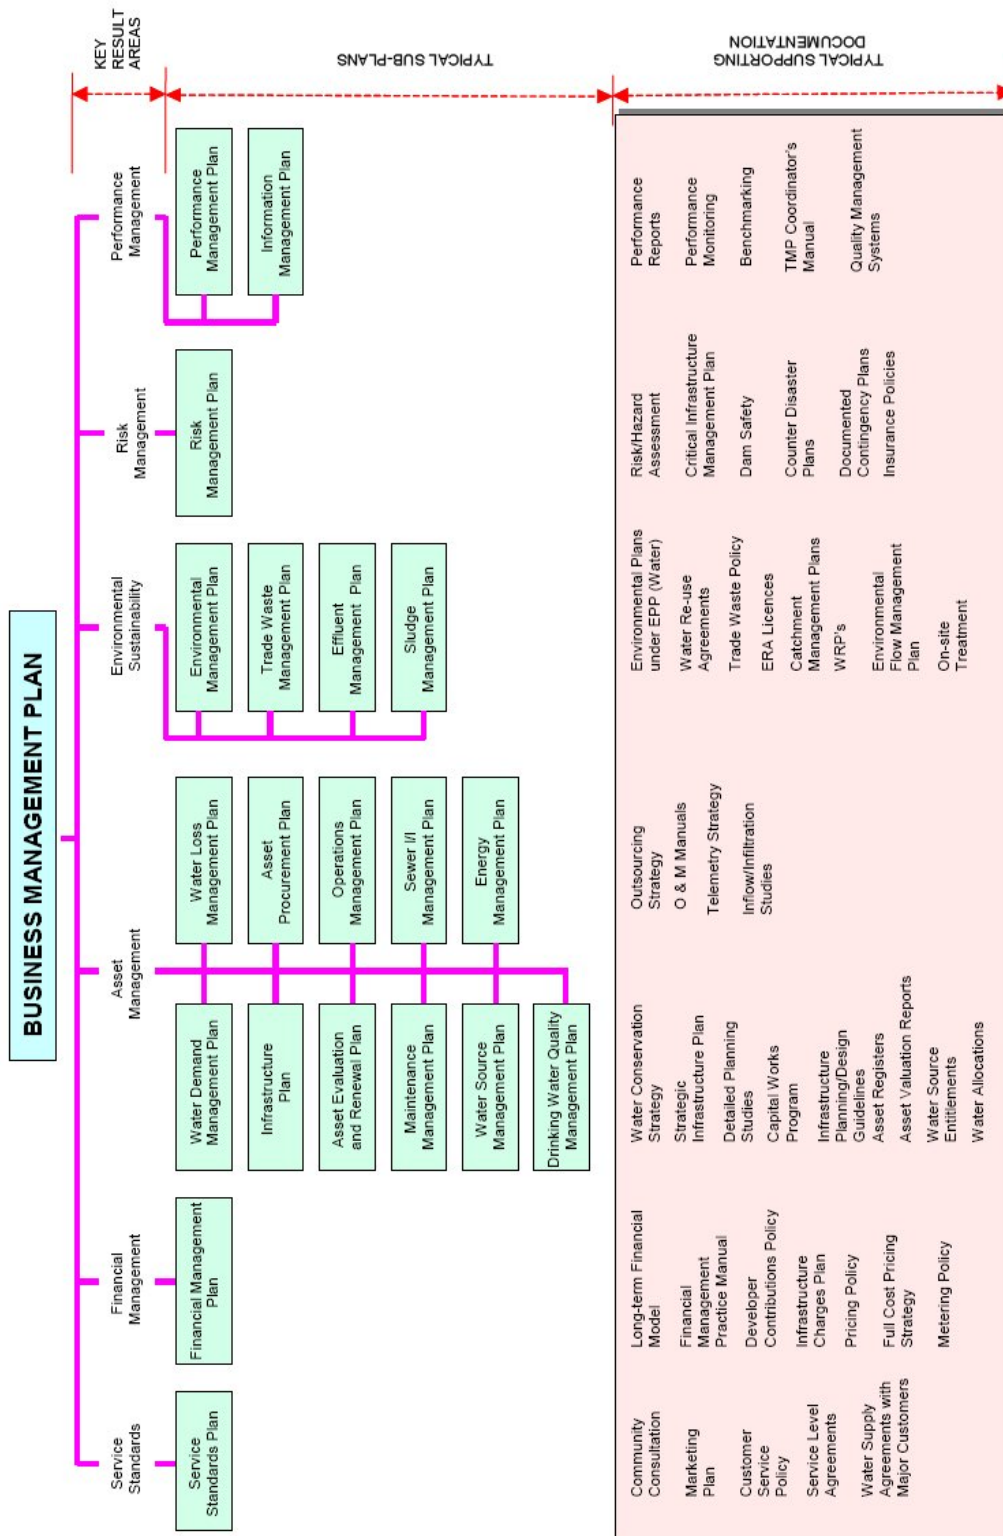 BUSINESS MANAGEMENT PLAN
KEY
RESULT
AREAS
Service
Standards
Financial
Management
Asset
Management
Environmental
Sustainability
Risk
Management
Performance
Management
TYPICAL SUB-PLANS
Service
Standards Plan
Financial Management
Plan
Water Demand
Management Plan
Infrastructure
Plan
Asset Evaluation
and Renewal Plan
Maintenance
Management Plan
Water Source
Management Plan
Drinking Water Quality
Management Plan
Water Loss
Management Plan
Asset
Procurement Plan
Operations
Management Plan
Sewer I/I
Management Plan
Energy
Management Plan
Environmental
Management Plan
Trade Waste
Management Plan
Effluent
Management Plan
Sludge
Management Plan
Risk
Management Plan
Performance
Management Plan
Information
Management Plan
TYPICAL SUPPORTING
DOCUMENTATION
Community
Consultation
Marketing
Plan
Customer
Service
Policy
Service Level
Agreements
Water Supply
Agreements with
Major Customers
Long-term Financial
Model
Financial
Management
Practice Manual
Developer
Contributions Policy
Infrastructure
Charges Plan
Pricing Policy
Full Cost Pricing
Strategy
Metering Policy
Water Conservation
Strategy
Strategic
Infrastructure Plan
Detailed Planning
Studies
Capital Works
Program
Infrastructure
Planning/Design
Guidelines
Asset Registers
Asset Valuation Reports
Water Source
Entitlements
Water Allocations
Outsourcing
Strategy
O & M Manuals
Telemetry Strategy
Inflow/Infiltration
Studies
Environmental Plans
under EPP (Water)
Water Re-use
Agreements
Trade Waste Policy
ERA Licences
Catchment
Management Plans
WRP's
Environmental
Flow Management
Plan
On-site
Treatment
Risk/Hazard
Assessment
Critical Infrastructure
Management Plan
Dam Safety
Counter Disaster
Plans
Documented
Contingency Plans
Insurance Policies
Performance
Reports
Performance
Monitoring
Benchmarking
TMP Coordinator's
Manual
Quality Management
Systems